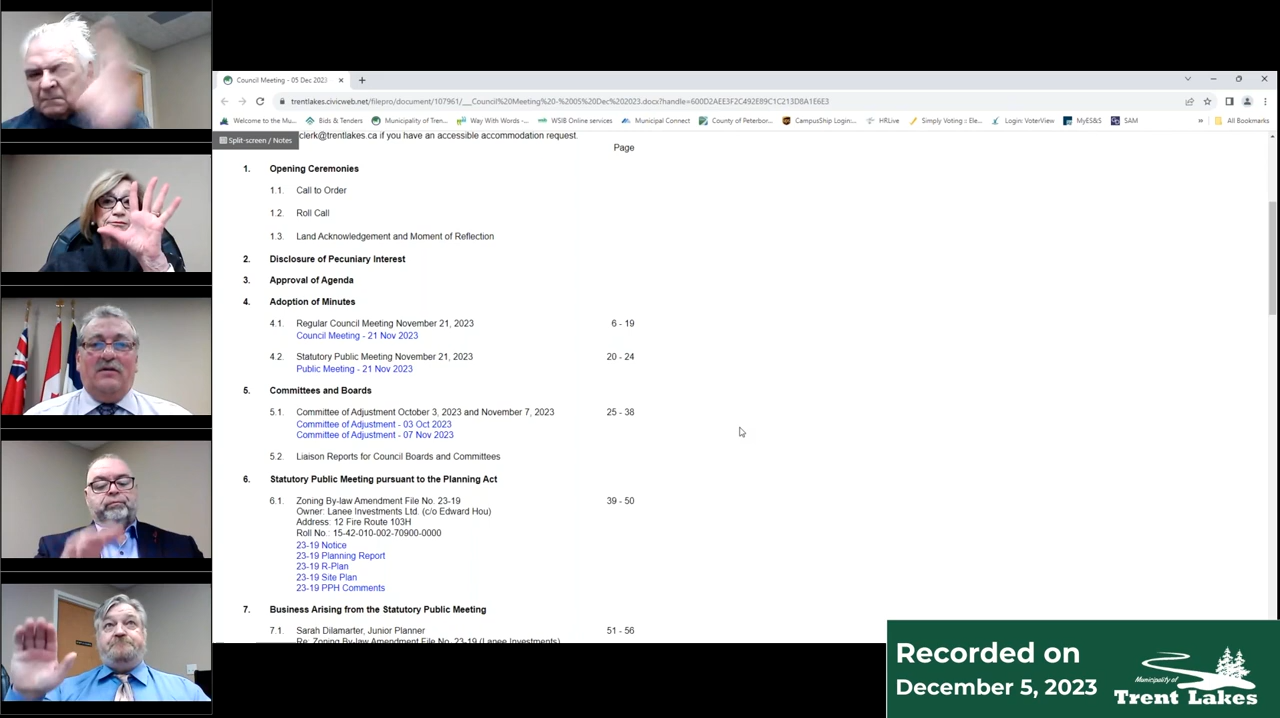 Council Meeting - 05 Dec 2023
trentlakes.civicweb.net/filepro/document/107961/__Council%20Meeting%20-%2005%20Dec%202023.docx?handle=600D2AEE3F2C492E89C1C213D8A1E6E3
Welcome to the Mu... Bids & Tenders Municipality of Tren... Way With Words -... WSIB Online services Municipal Connect County of Peterbor... CampusShip Login:... HRLive Simply Voting : Ele... Login: VoterView MyES&S SAM » All Bookmarks
clerk@trentlakes.ca if you have an accessible accommodation request.
Split-screen / Notes
Page
1. Opening Ceremonies
1.1. Call to Order
1.2. Roll Call
1.3. Land Acknowledgement and Moment of Reflection
2. Disclosure of Pecuniary Interest
3. Approval of Agenda
4. Adoption of Minutes
4.1. Regular Council Meeting November 21, 2023 6 - 19
Council Meeting - 21 Nov 2023
4.2. Statutory Public Meeting November 21, 2023 20 - 24
Public Meeting - 21 Nov 2023
5. Committees and Boards
5.1. Committee of Adjustment October 3, 2023 and November 7, 2023 25 - 38
Committee of Adjustment - 03 Oct 2023
Committee of Adjustment - 07 Nov 2023
5.2. Liaison Reports for Council Boards and Committees
6. Statutory Public Meeting pursuant to the Planning Act
6.1. Zoning By-law Amendment File No. 23-19 39 - 50
Owner: Lanee Investments Ltd. (c/o Edward Hou)
Address: 12 Fire Route 103H
Roll No.: 15-42-010-002-70900-0000
23-19 Notice
23-19 Planning Report
23-19 R-Plan
23-19 Site Plan
23-19 PPH Comments
7. Business Arising from the Statutory Public Meeting
7.1. Sarah Dilamarter, Junior Planner 51 - 56
Re: Zoning By-law Amendment File No. 23-19 (Lanee Investments)
Recorded on
December 5, 2023
Municipality of
Trent Lakes